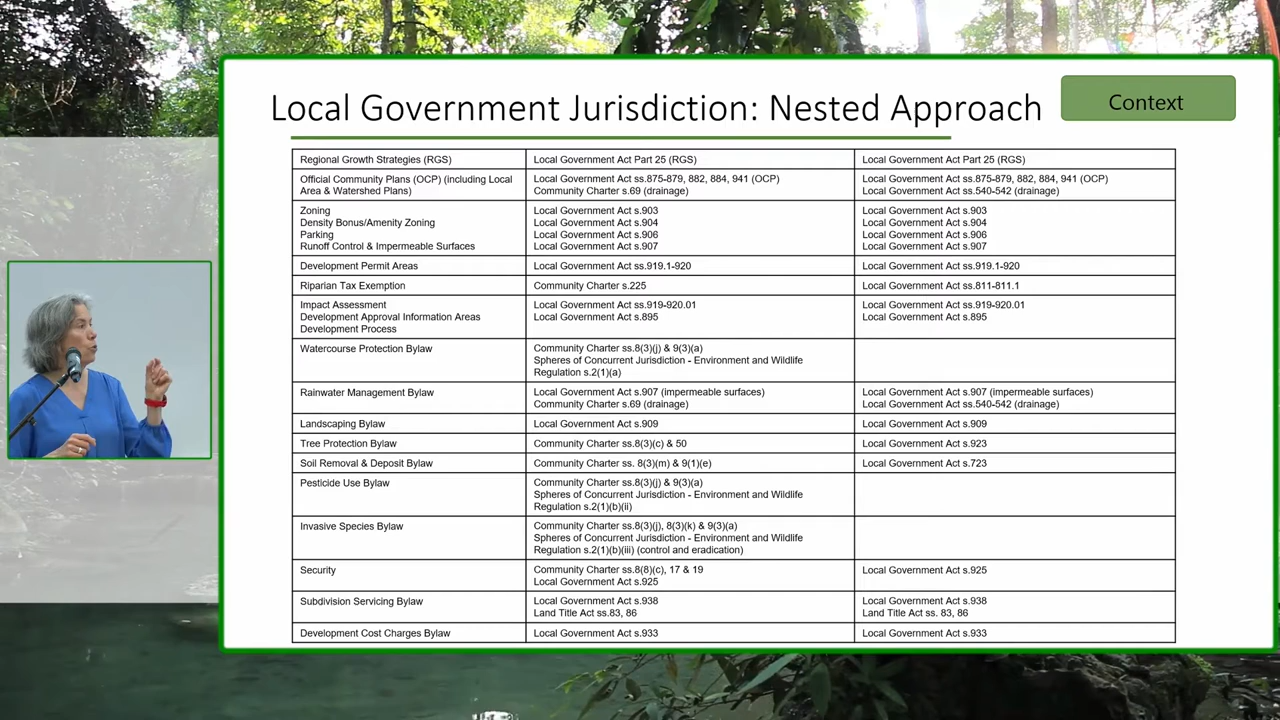 Local Government Jurisdiction: Nested Approach
Context
Regional Growth Strategies (RGS)
Local Government Act Part 25 (RGS)
Local Government Act Part 25 (RGS)
Official Community Plans (OCP) (including Local
Area & Watershed Plans)
Local Government Act ss.875-879, 882, 884, 941 (OCP)
Community Charter s.69 (drainage)
Local Government Act ss.875-879, 882, 884, 941 (OCP)
Local Government Act ss.540-542 (drainage)
Zoning
Density Bonus/Amenity Zoning
Parking
Runoff Control & Impermeable Surfaces
Local Government Act s.903
Local Government Act s.904
Local Government Act s.906
Local Government Act s.907
Local Government Act s.903
Local Government Act s.904
Local Government Act s.906
Local Government Act s.907
Development Permit Areas
Local Government Act ss.919.1-920
Local Government Act ss.919.1-920
Riparian Tax Exemption
Community Charter s.225
Local Government Act ss.811-811.1
Impact Assessment
Development Approval Information Areas
Development Process
Local Government Act ss.919-920.01
Local Government Act s.895
Local Government Act ss.919-920.01
Local Government Act s.895
Watercourse Protection Bylaw
Community Charter ss.8(3)(j) & 9(3)(a)
Spheres of Concurrent Jurisdiction - Environment and Wildlife
Regulation s.2(1)(a)
Rainwater Management Bylaw
Local Government Act s.907 (impermeable surfaces)
Community Charter s.69 (drainage)
Local Government Act s.907 (impermeable surfaces)
Local Government Act ss.540-542 (drainage)
Landscaping Bylaw
Local Government Act s.909
Local Government Act s.909
Tree Protection Bylaw
Community Charter ss.8(3)(c) & 50
Local Government Act s.923
Soil Removal & Deposit Bylaw
Community Charter ss. 8(3)(m) & 9(1)(e)
Local Government Act s.723
Pesticide Use Bylaw
Community Charter ss.8(3)(j) & 9(3)(a)
Spheres of Concurrent Jurisdiction - Environment and Wildlife
Regulation s.2(1)(b)(ii)
Invasive Species Bylaw
Community Charter ss.8(3)(j), 8(3)(k) & 9(3)(a)
Spheres of Concurrent Jurisdiction - Environment and Wildlife
Regulation s.2(1)(b)(iii) (control and eradication)
Security
Community Charter ss.8(8)(c), 17 & 19
Local Government Act s.925
Local Government Act s.925
Subdivision Servicing Bylaw
Local Government Act s.938
Land Title Act ss.83, 86
Local Government Act s.938
Land Title Act ss. 83, 86
Development Cost Charges Bylaw
Local Government Act s.933
Local Government Act s.933